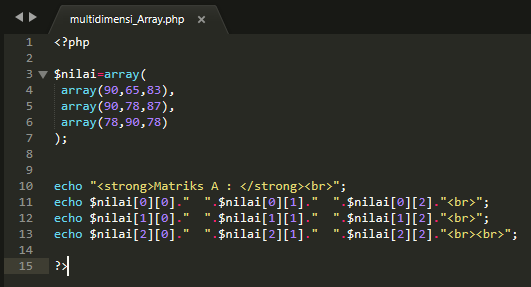 multidimensi_Array.php ×
1 <?php
2
3 $nilai=array(
4  array(90,65,83),
5  array(90,78,87),
6  array(78,90,78)
7 );
8
9
10 echo "<strong>Matriks A : </strong><br>";
11 echo $nilai[0][0]."  ".$nilai[0][1]."  ".$nilai[0][2]."<br>";
12 echo $nilai[1][0]."  ".$nilai[1][1]."  ".$nilai[1][2]."<br>";
13 echo $nilai[2][0]."  ".$nilai[2][1]."  ".$nilai[2][2]."<br><br>";
14
15 ?>